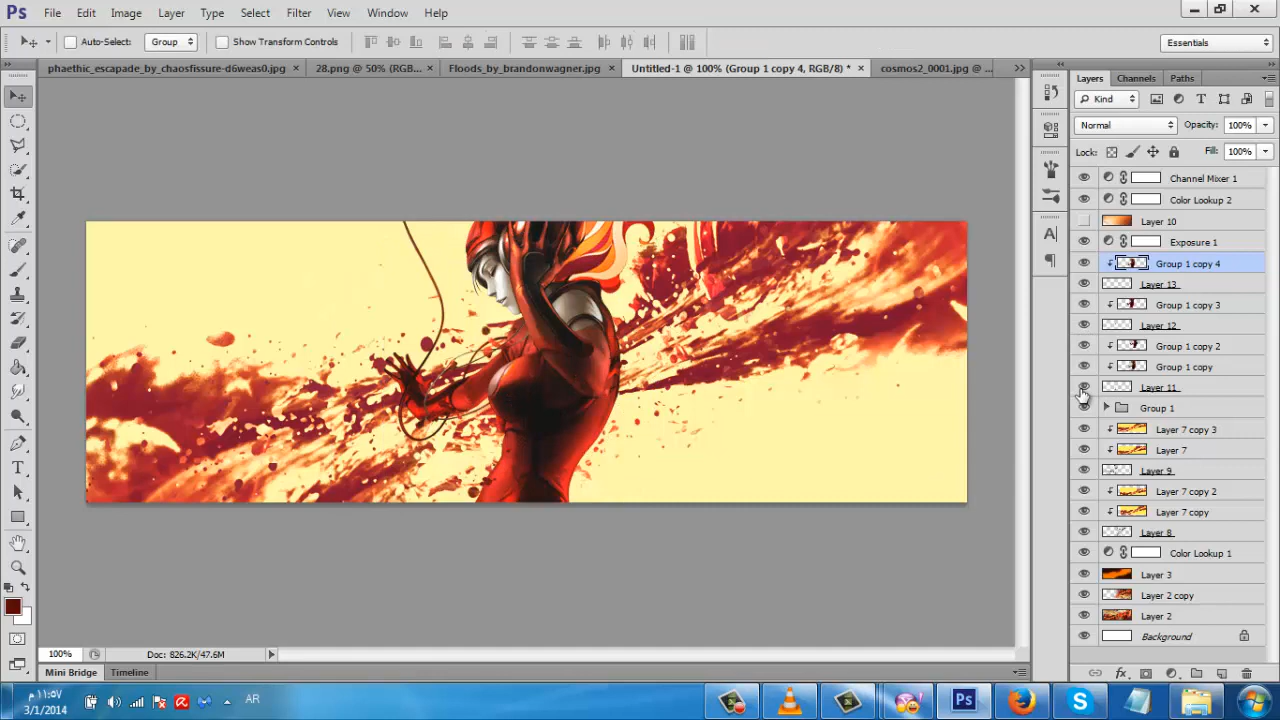 Ps File Edit Image Layer Type Select Filter View Window Help
Auto-Select: Group Show Transform Controls Essentials
phaethic_escapade_by_chaosfissure-d6weas0.jpg × 28.png @ 50% (RGB... × Floods_by_brandonwagner.jpg × Untitled-1 @ 100% (Group 1 copy 4, RGB/8) * × cosmos2_0001.jpg @ ... »
Layers Channels Paths
Kind
Normal Opacity: 100%
Lock: Fill: 100%
Channel Mixer 1
Color Lookup 2
Layer 10
Exposure 1
Group 1 copy 4
Layer 13
Group 1 copy 3
Layer 12
Group 1 copy 2
Group 1 copy
Layer 11
Group 1
Layer 7 copy 3
Layer 7
Layer 9
Layer 7 copy 2
Layer 7 copy
Layer 8
Color Lookup 1
Layer 3
Layer 2 copy
Layer 2
Background
100% Doc: 826.2K/47.6M
Mini Bridge Timeline
م ١١:٥٧
3/1/2014
AR